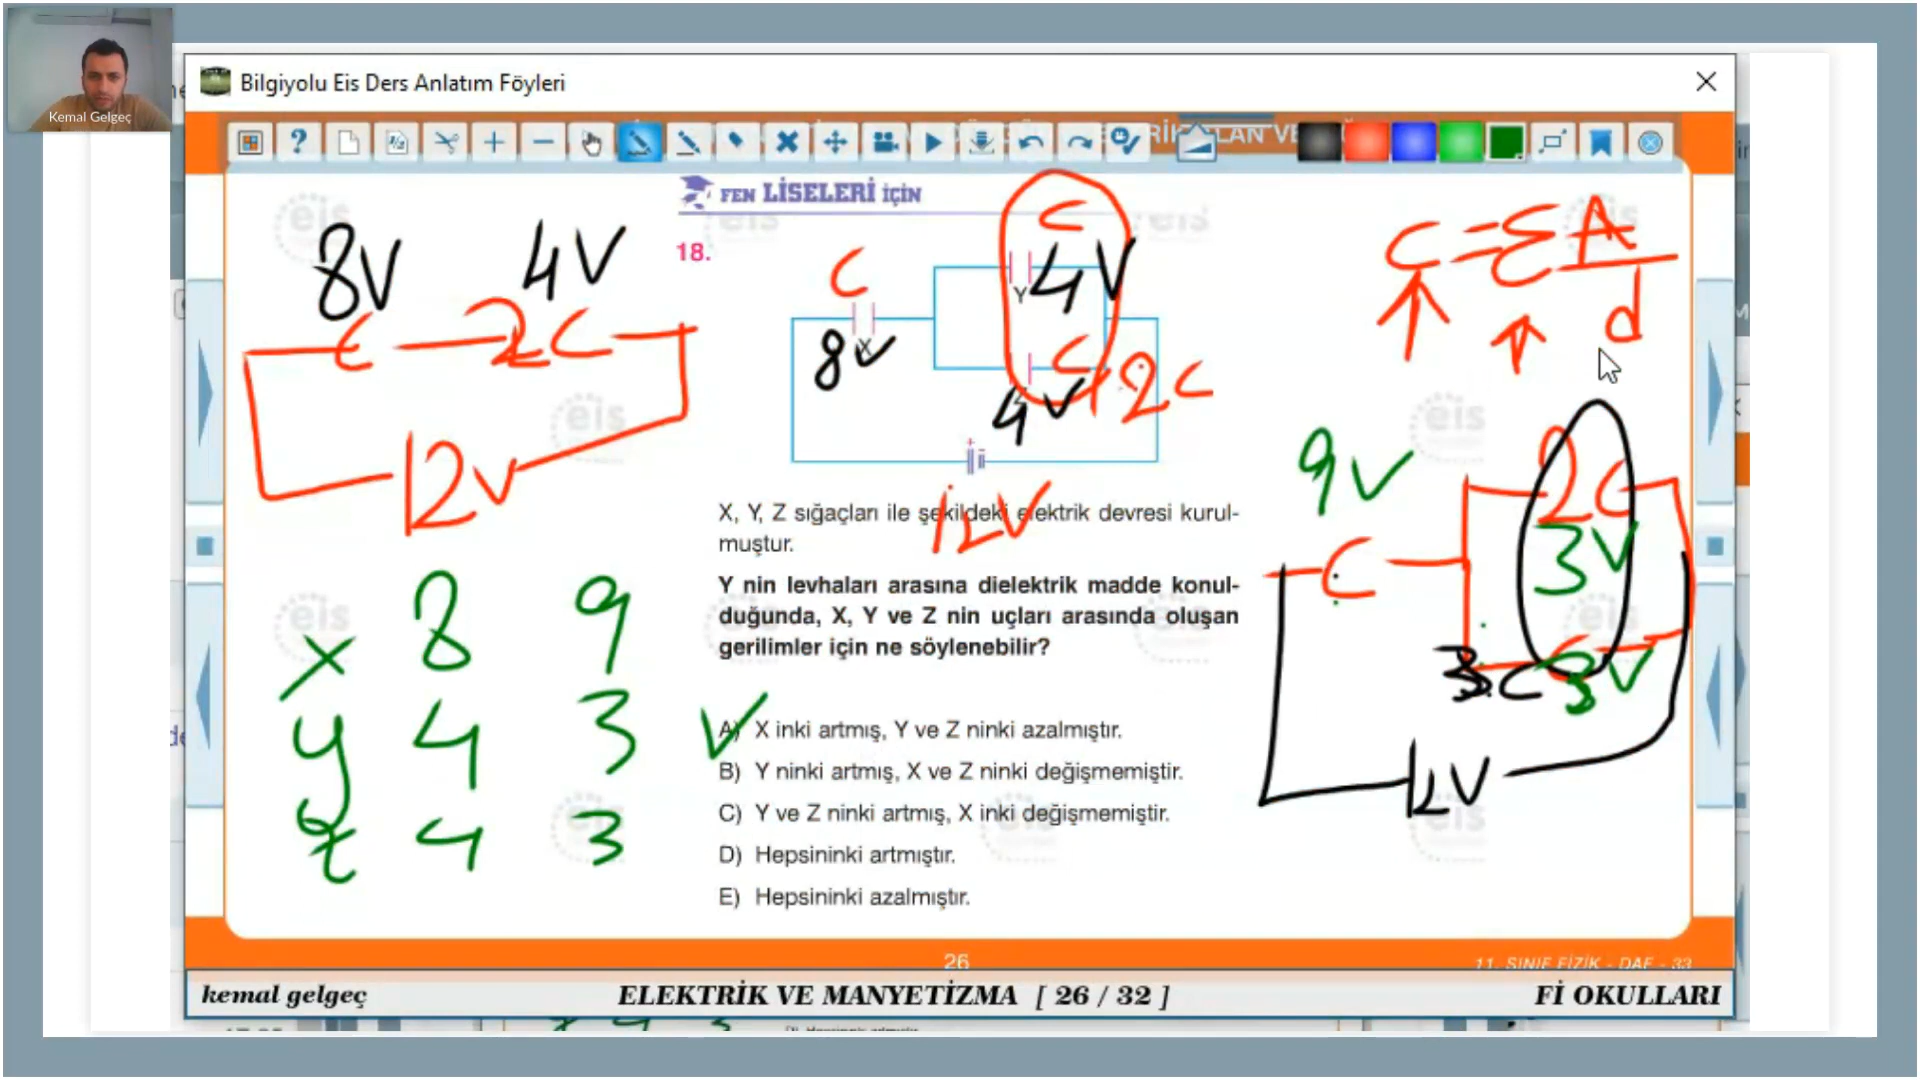 Kemal Gelgeç
Bilgiyolu Eis Ders Anlatım Föyleri
FEN LİSELERİ İÇİN
8V
4V
C
2C
12V
18.
C
C
4V
Y
8V
X
C
2C
4V
12V
C = ε A
d
9V
2C
3V
C
3C
3V
12V
X, Y, Z sığaçları ile şekildeki elektrik devresi kurul-
muştur.
Y nin levhaları arasına dielektrik madde konul-
duğunda, X, Y ve Z nin uçları arasında oluşan
gerilimler için ne söylenebilir?
x 8 9
y 4 3
z 4 3
A) X inki artmış, Y ve Z ninki azalmıştır.
B) Y ninki artmış, X ve Z ninki değişmemiştir.
C) Y ve Z ninki artmış, X inki değişmemiştir.
D) Hepsininki artmıştır.
E) Hepsininki azalmıştır.
26
11. SINIF FİZİK - DAF - 33
kemal gelgeç
ELEKTRİK VE MANYETİZMA [ 26 / 32 ]
Fİ OKULLARI